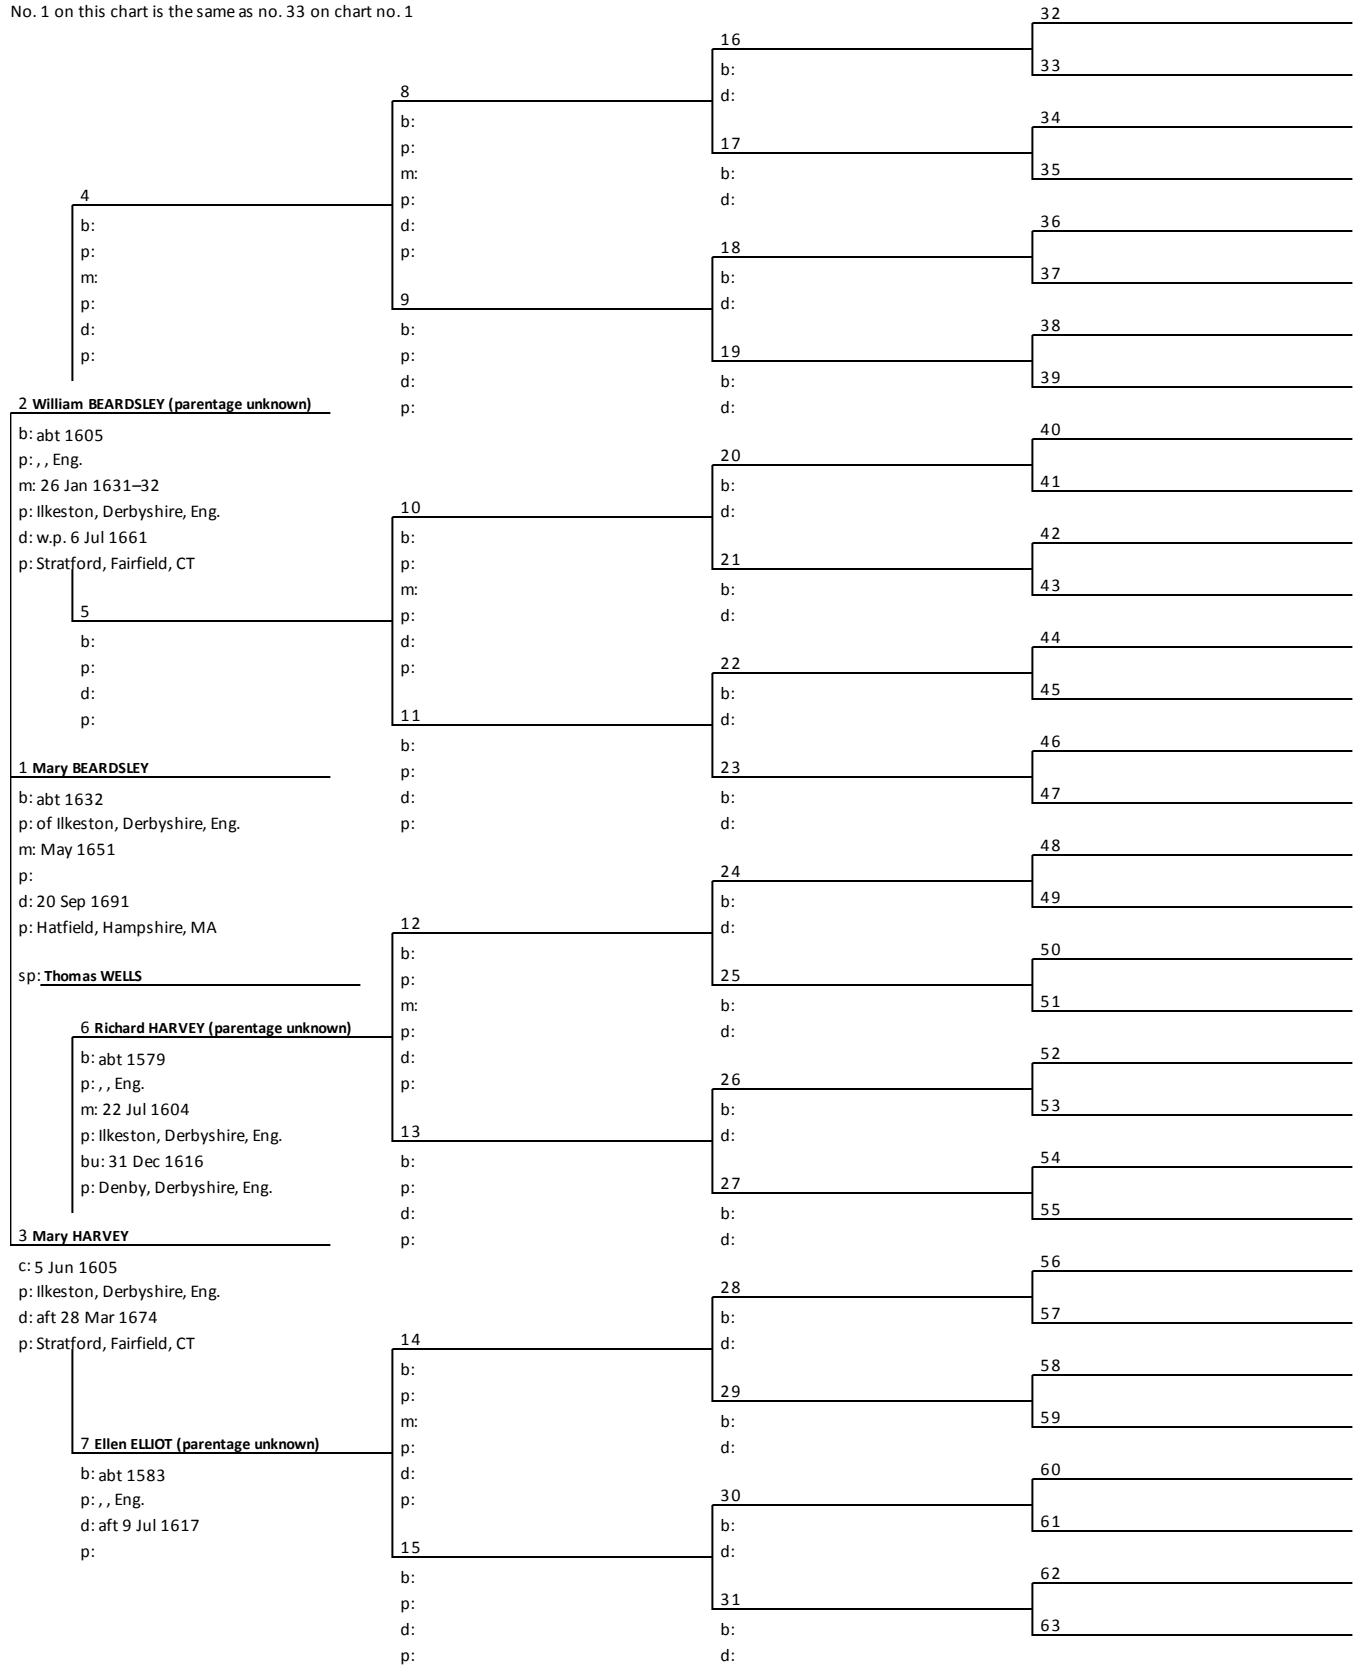 No. 1 on this chart is the same as no. 33 on chart no. 1
4
b:
p:
m:
p:
d:
p:
2 William BEARDSLEY (parentage unknown)
b: abt 1605
p: , , Eng.
m: 26 Jan 1631–32
p: Ilkeston, Derbyshire, Eng.
d: w.p. 6 Jul 1661
p: Stratford, Fairfield, CT
5
b:
p:
d:
p:
1 Mary BEARDSLEY
b: abt 1632
p: of Ilkeston, Derbyshire, Eng.
m: May 1651
p:
d: 20 Sep 1691
p: Hatfield, Hampshire, MA
sp: Thomas WELLS
6 Richard HARVEY (parentage unknown)
b: abt 1579
p: , , Eng.
m: 22 Jul 1604
p: Ilkeston, Derbyshire, Eng.
bu: 31 Dec 1616
p: Denby, Derbyshire, Eng.
3 Mary HARVEY
c: 5 Jun 1605
p: Ilkeston, Derbyshire, Eng.
d: aft 28 Mar 1674
p: Stratford, Fairfield, CT
7 Ellen ELLIOT (parentage unknown)
b: abt 1583
p: , , Eng.
d: aft 9 Jul 1617
p:
8
b:
p:
m:
p:
d:
p:
9
b:
p:
d:
p:
10
b:
p:
m:
p:
d:
p:
11
b:
p:
d:
p:
12
b:
p:
m:
p:
d:
p:
13
b:
p:
d:
p:
14
b:
p:
m:
p:
d:
p:
15
b:
p:
d:
p:
16
b:
d:
17
b:
d:
18
b:
d:
19
b:
d:
20
b:
d:
21
b:
d:
22
b:
d:
23
b:
d:
24
b:
d:
25
b:
d:
26
b:
d:
27
b:
d:
28
b:
d:
29
b:
d:
30
b:
d:
31
b:
d:
32
33
34
35
36
37
38
39
40
41
42
43
44
45
46
47
48
49
50
51
52
53
54
55
56
57
58
59
60
61
62
63